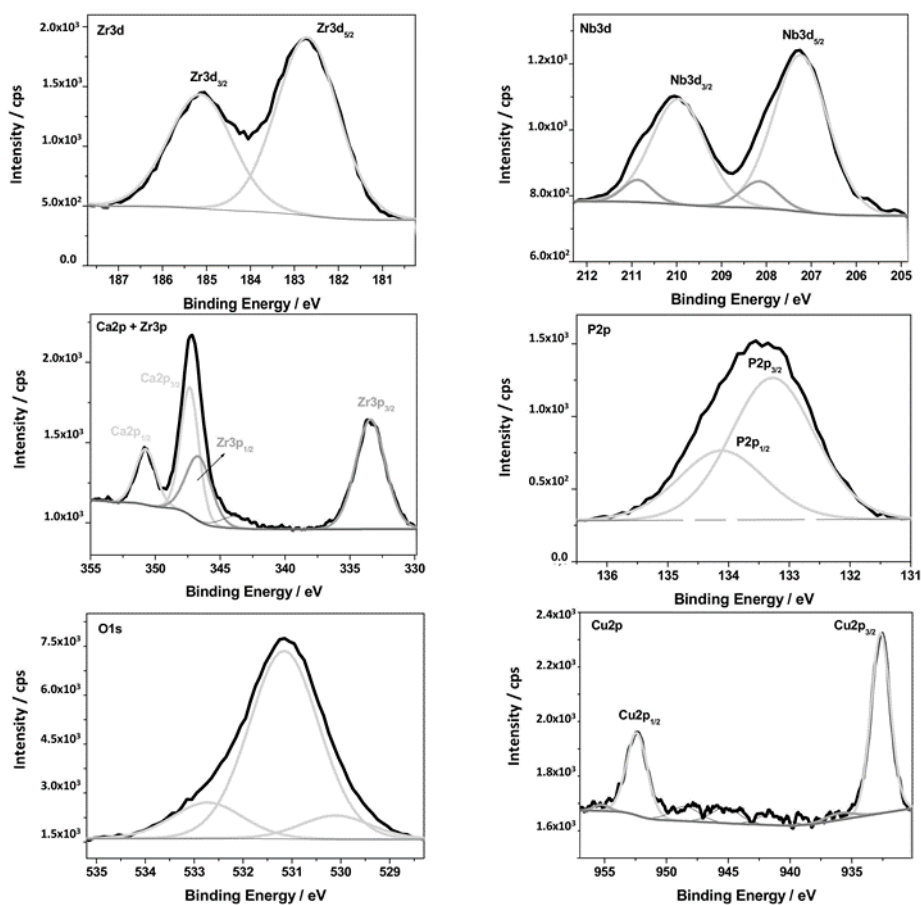 Zr3d
Zr3d5/2
Zr3d3/2
2.0x10³
1.5x10³
1.0x10³
5.0x10²
0.0
Intensity / cps
187 186 185 184 183 182 181
Binding Energy / eV
Nb3d
Nb3d5/2
Nb3d3/2
1.2x10³
1.0x10³
8.0x10²
6.0x10²
Intensity / cps
212 211 210 209 208 207 206 205
Binding Energy / eV
Ca2p + Zr3p
Ca2p3/2
Ca2p1/2
Zr3p1/2
Zr3p3/2
2.0x10³
1.5x10³
1.0x10³
Intensity / cps
355 350 345 340 335 330
Binding Energy / eV
P2p
P2p3/2
P2p1/2
1.5x10³
1.0x10³
5.0x10²
0.0
Intensity / cps
136 135 134 133 132 131
Binding Energy / eV
O1s
7.5x10³
6.0x10³
4.5x10³
3.0x10³
1.5x10³
Intensity / cps
535 534 533 532 531 530 529
Binding Energy / eV
Cu2p
Cu2p3/2
Cu2p1/2
2.4x10³
2.2x10³
2.0x10³
1.8x10³
1.6x10³
Intensity / cps
955 950 945 940 935
Binding Energy / eV